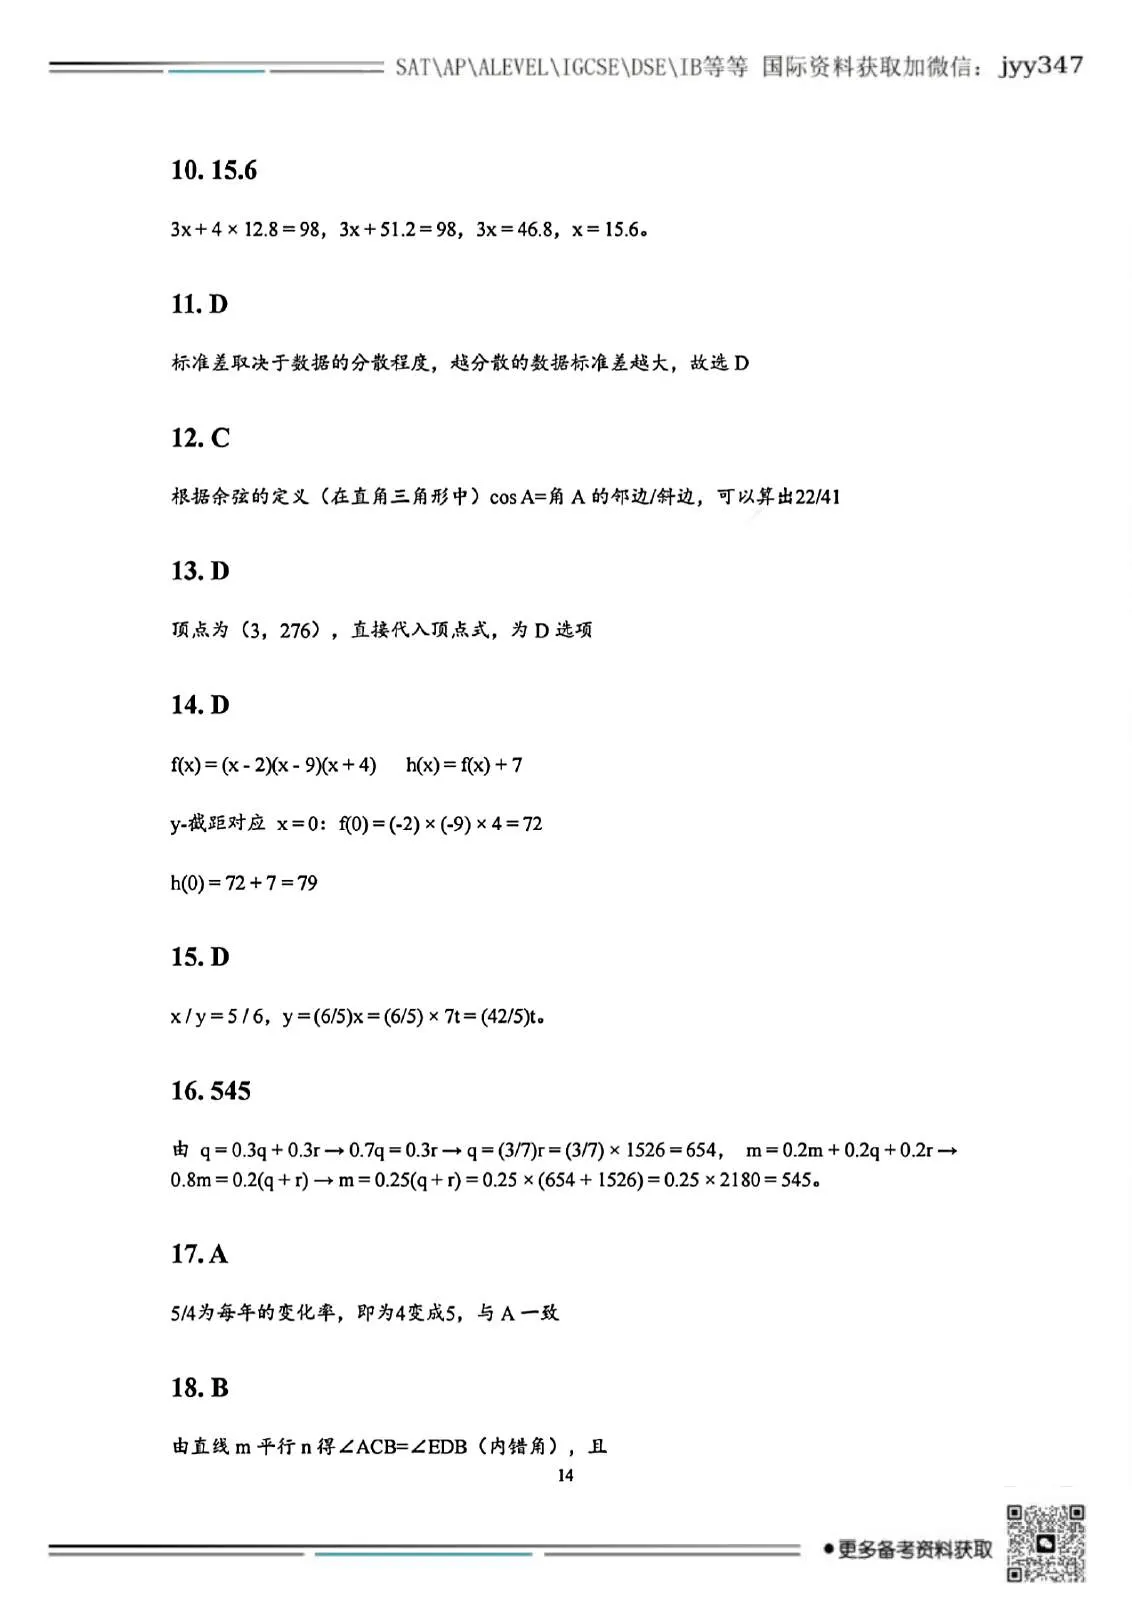 SAT\AP\ALEVEL\IGCSE\DSE\IB等等 国际资料获取加微信: jyy347
10. 15.6
3x + 4 × 12.8 = 98, 3x + 51.2 = 98, 3x = 46.8, x = 15.6。
11. D
标准差取决于数据的分散程度，越分散的数据标准差越大，故选 D
12. C
根据余弦的定义（在直角三角形中）cos A=角 A 的邻边/斜边，可以算出22/41
13. D
顶点为（3，276），直接代入顶点式，为 D 选项
14. D
f(x) = (x - 2)(x - 9)(x + 4) h(x) = f(x) + 7
y-截距对应 x = 0: f(0) = (-2) × (-9) × 4 = 72
h(0) = 72 + 7 = 79
15. D
x / y = 5 / 6, y = (6/5)x = (6/5) × 7t = (42/5)t。
16. 545
由 q = 0.3q + 0.3r → 0.7q = 0.3r → q = (3/7)r = (3/7) × 1526 = 654, m = 0.2m + 0.2q + 0.2r →
0.8m = 0.2(q + r) → m = 0.25(q + r) = 0.25 × (654 + 1526) = 0.25 × 2180 = 545。
17. A
5/4为每年的变化率，即为4变成5，与 A 一致
18. B
由直线 m 平行 n 得∠ACB=∠EDB（内错角），且
14
●更多备考资料获取